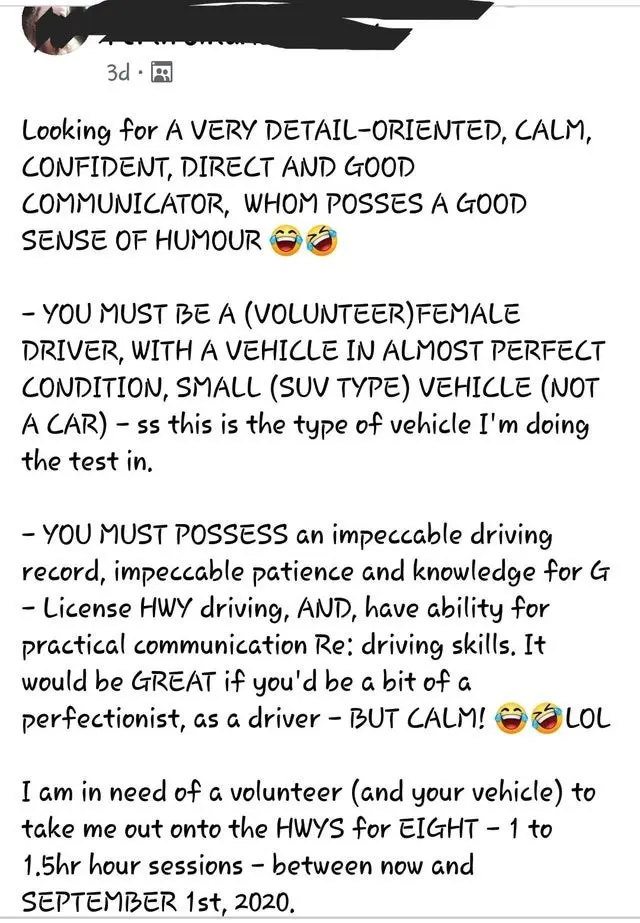 3d ·
Looking for A VERY DETAIL-ORIENTED, CALM,
CONFIDENT, DIRECT AND GOOD
COMMUNICATOR, WHOM POSSES A GOOD
SENSE OF HUMOUR 😂🤣
- YOU MUST BE A (VOLUNTEER)FEMALE
DRIVER, WITH A VEHICLE IN ALMOST PERFECT
CONDITION, SMALL (SUV TYPE) VEHICLE (NOT
A CAR) - ss this is the type of vehicle I'm doing
the test in.
- YOU MUST POSSESS an impeccable driving
record, impeccable patience and knowledge for G
- License HWY driving, AND, have ability for
practical communication Re: driving skills. It
would be GREAT if you'd be a bit of a
perfectionist, as a driver - BUT CALM! 😂🤣LOL
I am in need of a volunteer (and your vehicle) to
take me out onto the HWYS for EIGHT - 1 to
1.5hr hour sessions - between now and
SEPTEMBER 1st, 2020.